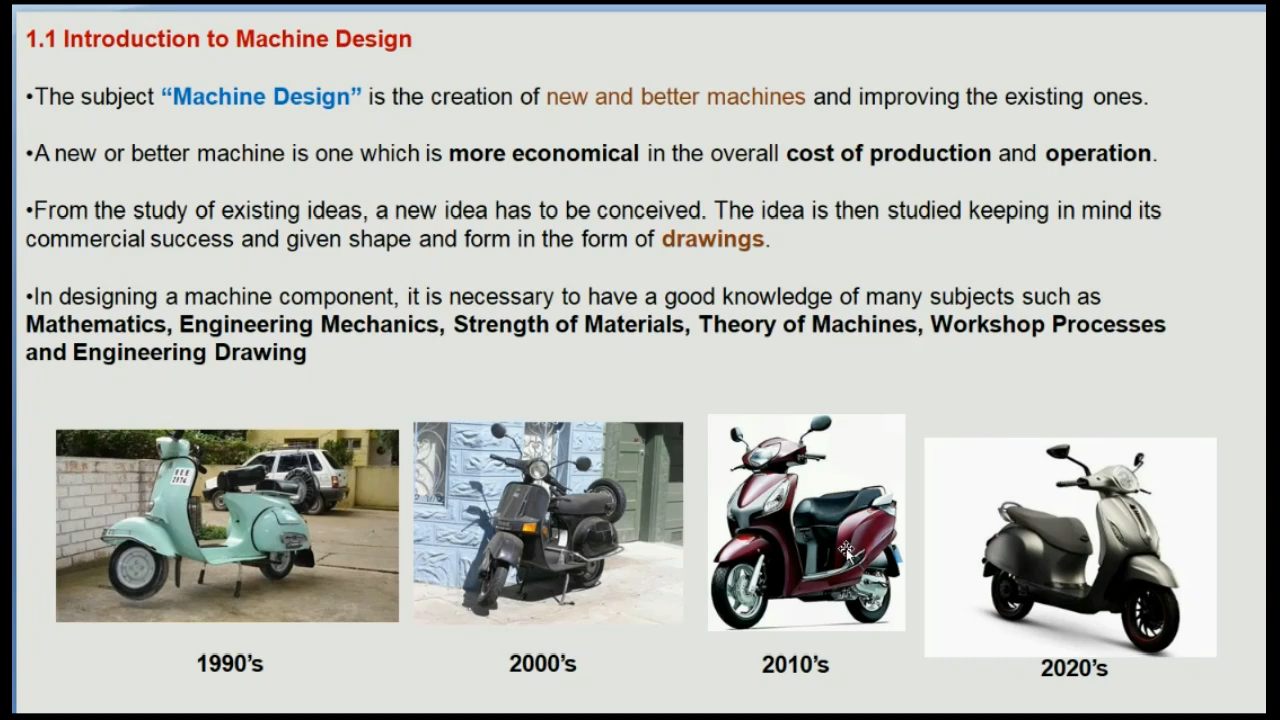 1.1 Introduction to Machine Design
•The subject “Machine Design” is the creation of new and better machines and improving the existing ones.
•A new or better machine is one which is more economical in the overall cost of production and operation.
•From the study of existing ideas, a new idea has to be conceived. The idea is then studied keeping in mind its
commercial success and given shape and form in the form of drawings.
•In designing a machine component, it is necessary to have a good knowledge of many subjects such as
Mathematics, Engineering Mechanics, Strength of Materials, Theory of Machines, Workshop Processes
and Engineering Drawing
1990’s
2000’s
2010’s
2020’s